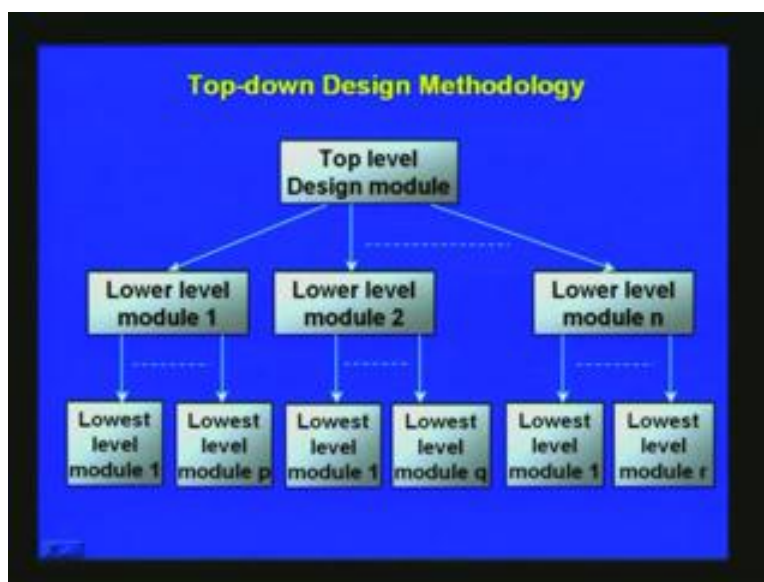 Top-down Design Methodology
Top level
Design module
Lower level
module 1
Lower level
module 2
Lower level
module n
Lowest
level
module 1
Lowest
level
module p
Lowest
level
module 1
Lowest
level
module q
Lowest
level
module 1
Lowest
level
module r